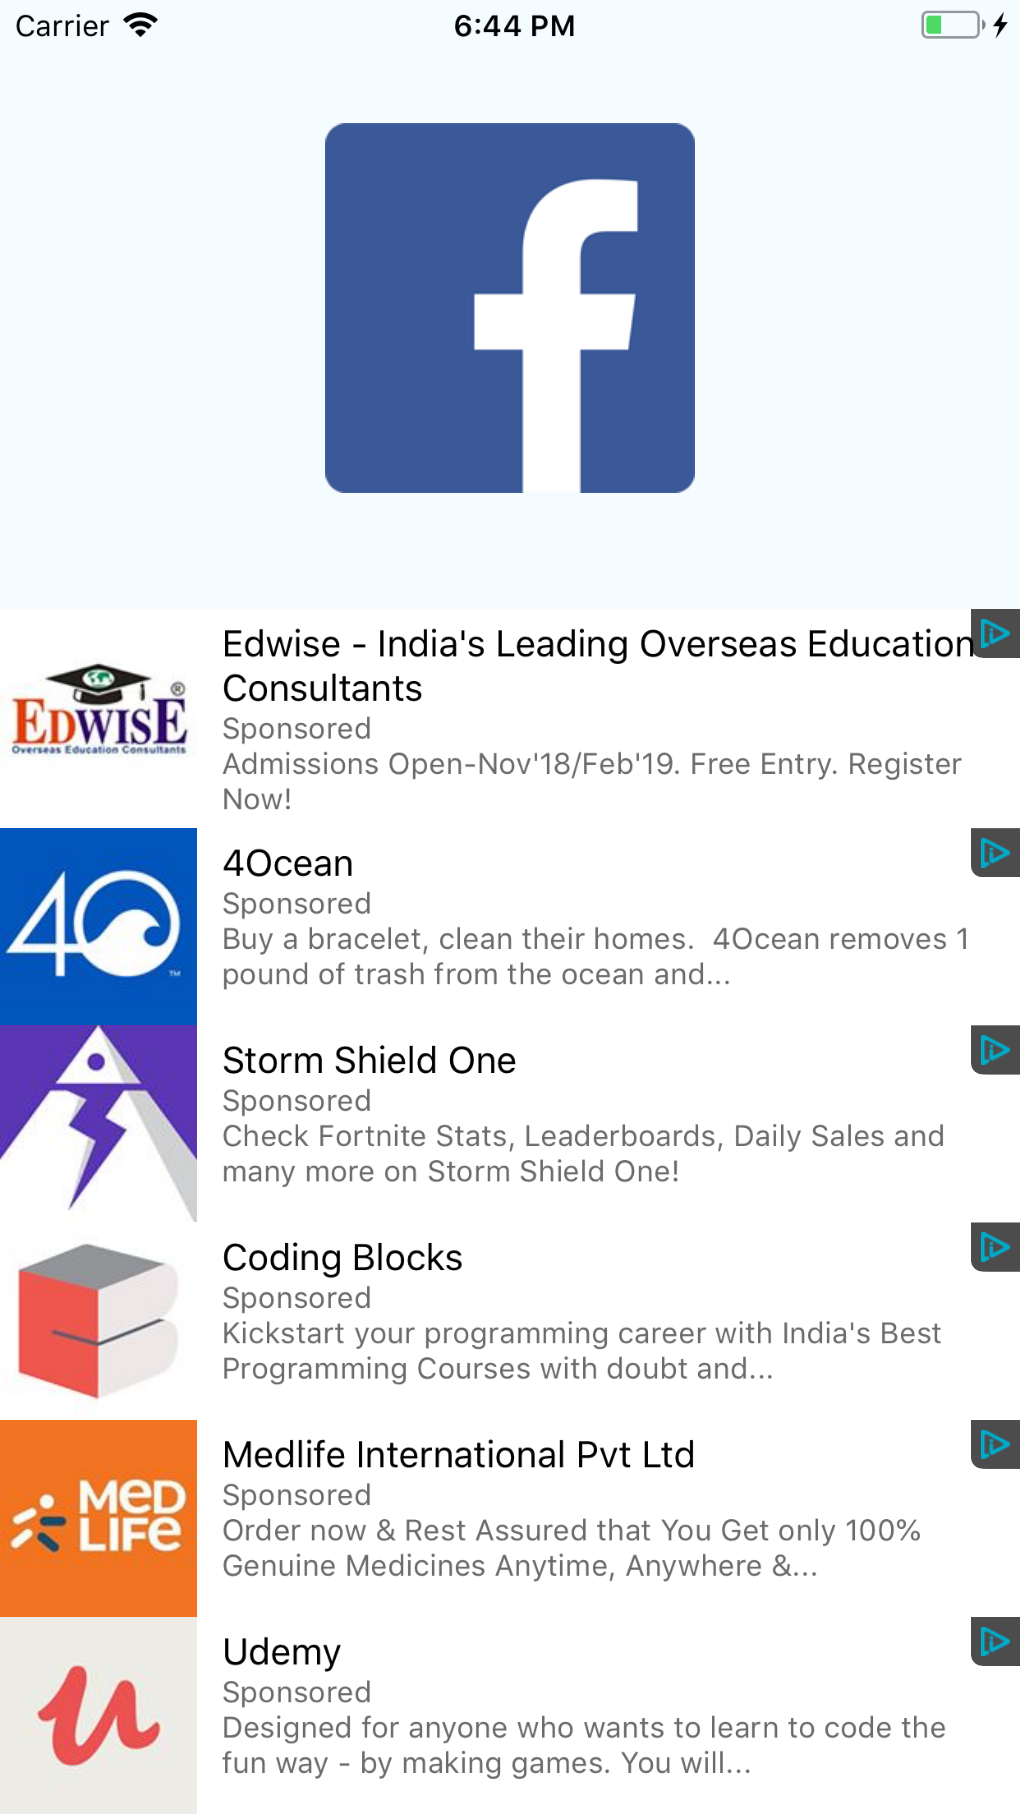 Carrier 6:44 PM
f
Edwise - India's Leading Overseas Education
Consultants
Sponsored
Admissions Open-Nov'18/Feb'19. Free Entry. Register
Now!
EDWISE ®
Overseas Education Consultants
4Ocean
Sponsored
Buy a bracelet, clean their homes.  4Ocean removes 1
pound of trash from the ocean and...
4O ™
Storm Shield One
Sponsored
Check Fortnite Stats, Leaderboards, Daily Sales and
many more on Storm Shield One!
Coding Blocks
Sponsored
Kickstart your programming career with India's Best
Programming Courses with doubt and...
Medlife International Pvt Ltd
Sponsored
Order now & Rest Assured that You Get only 100%
Genuine Medicines Anytime, Anywhere &...
MeD
LIFe
Udemy
Sponsored
Designed for anyone who wants to learn to code the
fun way - by making games. You will...
u